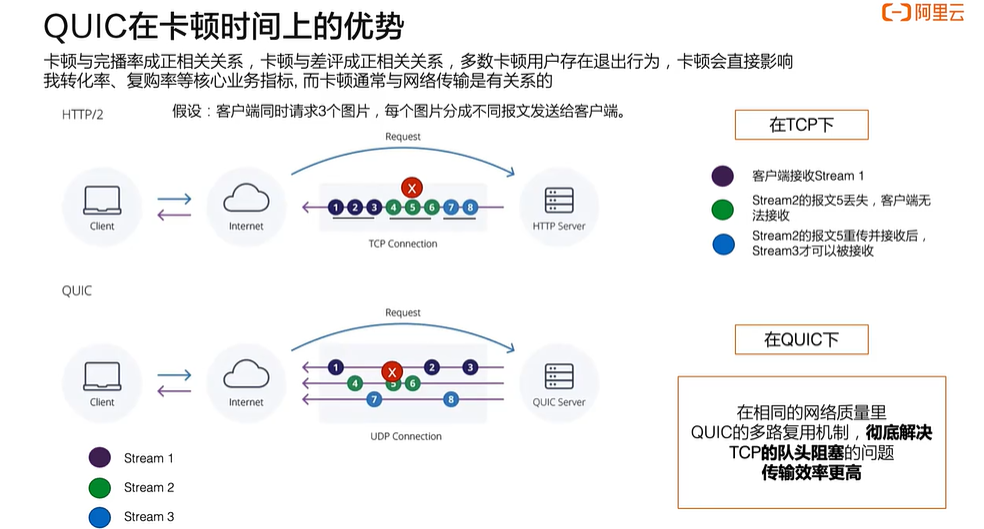 QUIC在卡顿时间上的优势
阿里云
卡顿与完播率成正相关关系，卡顿与差评成正相关关系，多数卡顿用户存在退出行为，卡顿会直接影响
我转化率、复购率等核心业务指标, 而卡顿通常与网络传输是有关系的
HTTP/2
假设：客户端同时请求3个图片，每个图片分成不同报文发送给客户端。
Request
X
1 2 3 4 5 6 7 8
Client
Internet
HTTP Server
TCP Connection
在TCP下
客户端接收Stream 1
Stream2的报文5丢失，客户端无
法接收
Stream2的报文5重传并接收后，
Stream3才可以被接收
QUIC
Request
1 2 3
X
4 5 6
7 8
Client
Internet
QUIC Server
UDP Connection
Stream 1
Stream 2
Stream 3
在QUIC下
在相同的网络质量里
QUIC的多路复用机制，彻底解决
TCP的队头阻塞的问题
传输效率更高